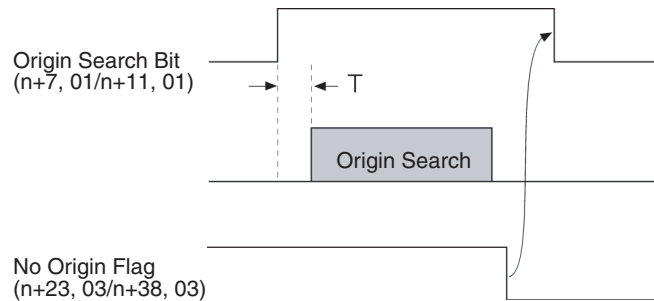 Origin Search Bit
(n+7, 01/n+11, 01)
T
Origin Search
No Origin Flag
(n+23, 03/n+38, 03)